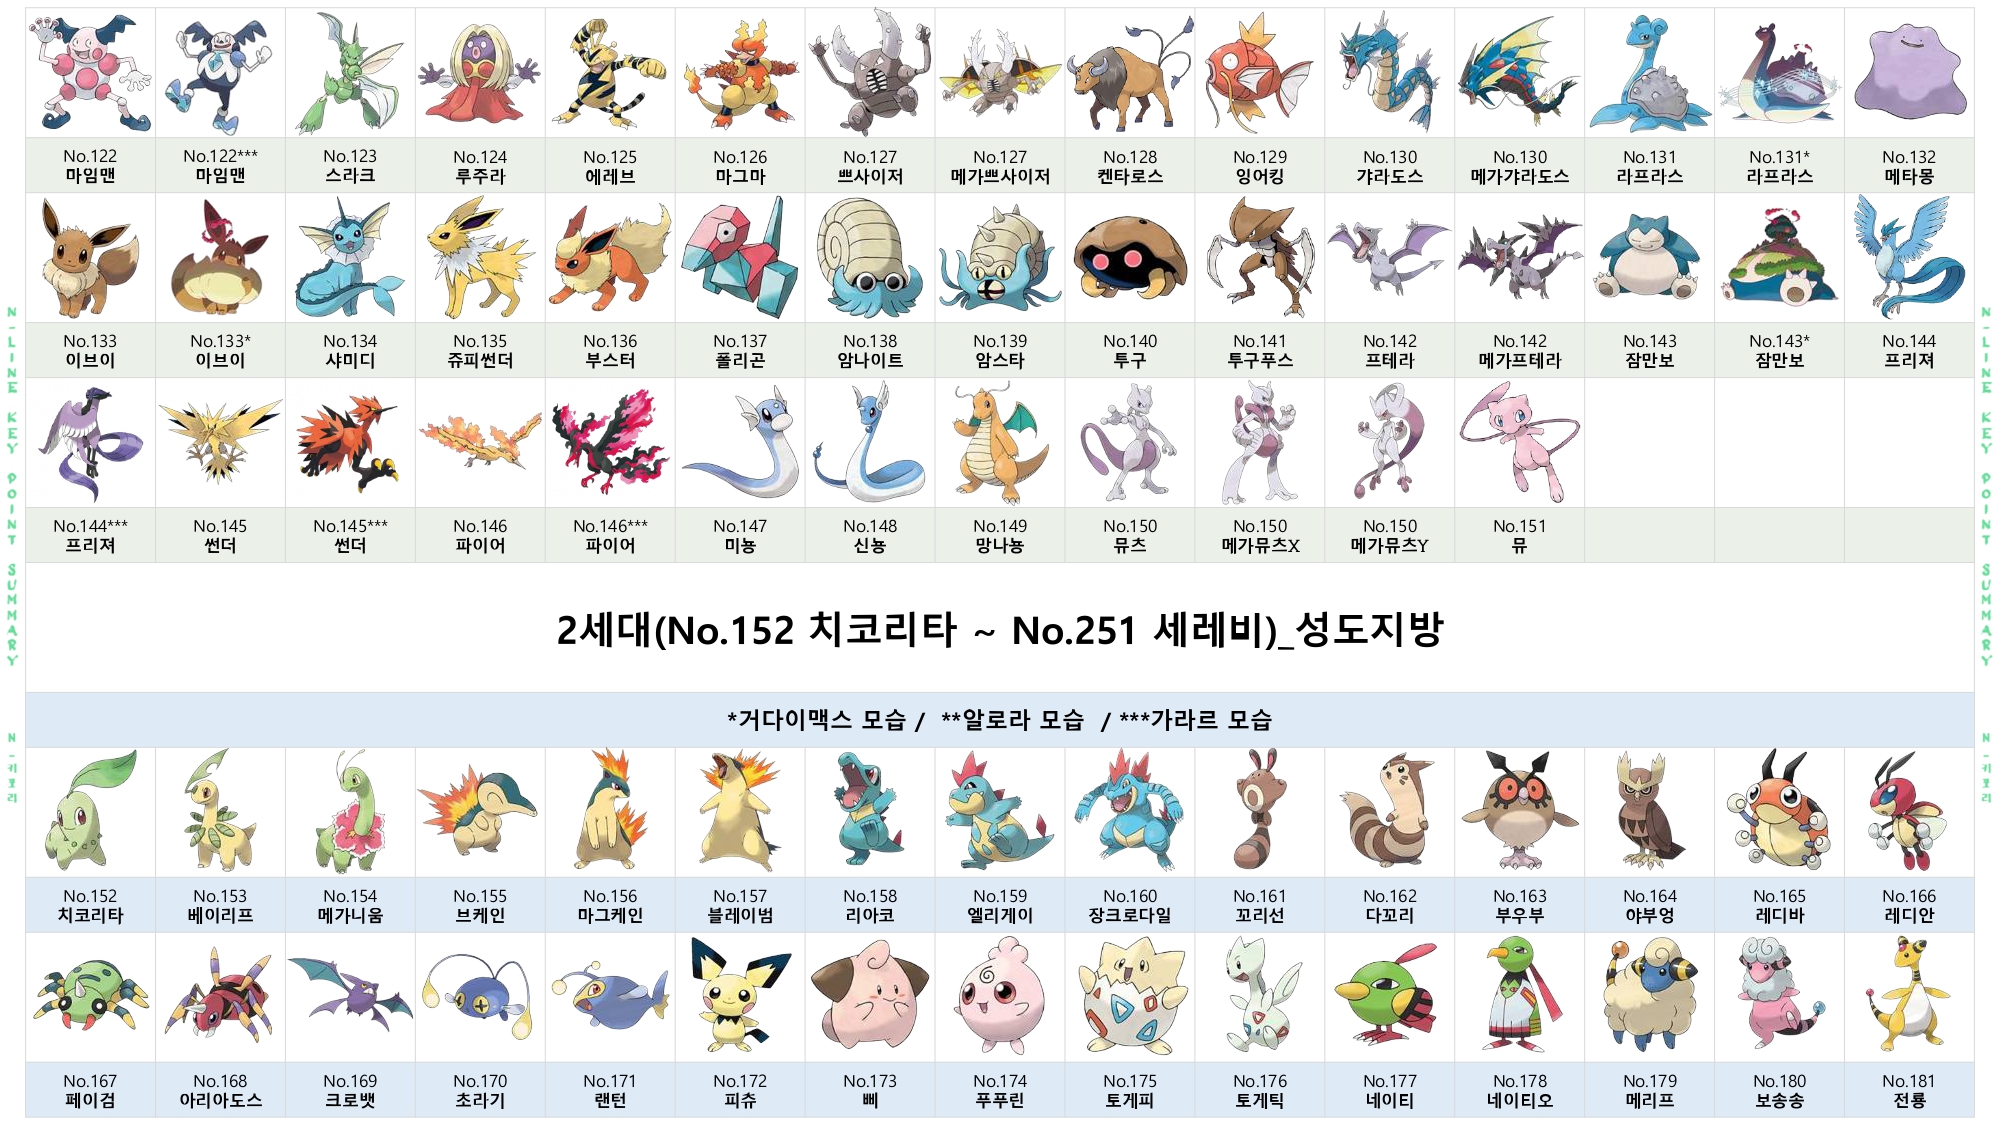 No.122 No.122*** No.123 No.124 No.125 No.126 No.127 No.127 No.128 No.129 No.130 No.130 No.131 No.131* No.132
마임맨 마임맨 스라크 루주라 에레브 마그마 쁘사이저 메가쁘사이저 켄타로스 잉어킹 갸라도스 메가갸라도스 라프라스 라프라스 메타몽
No.133 No.133* No.134 No.135 No.136 No.137 No.138 No.139 No.140 No.141 No.142 No.142 No.143 No.143* No.144
이브이 이브이 샤미디 쥬피썬더 부스터 폴리곤 암나이트 암스타 투구 투구푸스 프테라 메가프테라 잠만보 잠만보 프리져
No.144*** No.145 No.145*** No.146 No.146*** No.147 No.148 No.149 No.150 No.150 No.150 No.151
프리져 썬더 썬더 파이어 파이어 미뇽 신뇽 망나뇽 뮤츠 메가뮤츠X 메가뮤츠Y 뮤
2세대(No.152 치코리타 ~ No.251 세레비)_성도지방
*거다이맥스 모습 / **알로라 모습 / ***가라르 모습
No.152 No.153 No.154 No.155 No.156 No.157 No.158 No.159 No.160 No.161 No.162 No.163 No.164 No.165 No.166
치코리타 베이리프 메가니움 브케인 마그케인 블레이범 리아코 엘리게이 장크로다일 꼬리선 다꼬리 부우부 야부엉 레디바 레디안
No.167 No.168 No.169 No.170 No.171 No.172 No.173 No.174 No.175 No.176 No.177 No.178 No.179 No.180 No.181
페이검 아리아도스 크로뱃 초라기 랜턴 피츄 삐 푸푸린 토게피 토게틱 네이티 네이티오 메리프 보송송 전룡
N-LINE KEY POINT SUMMARY
N-키포리
N-LINE KEY POINT SUMMARY
N-키포리